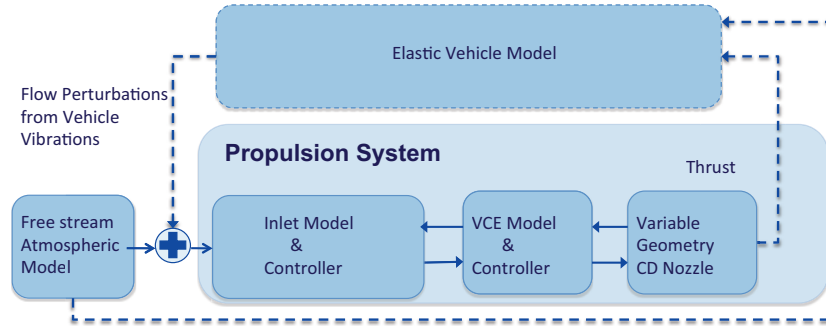 Elastic Vehicle Model
Flow Perturbations
from Vehicle
Vibrations
Propulsion System
Thrust
Free stream
Atmospheric
Model
Inlet Model
&
Controller
VCE Model
&
Controller
Variable
Geometry
CD Nozzle